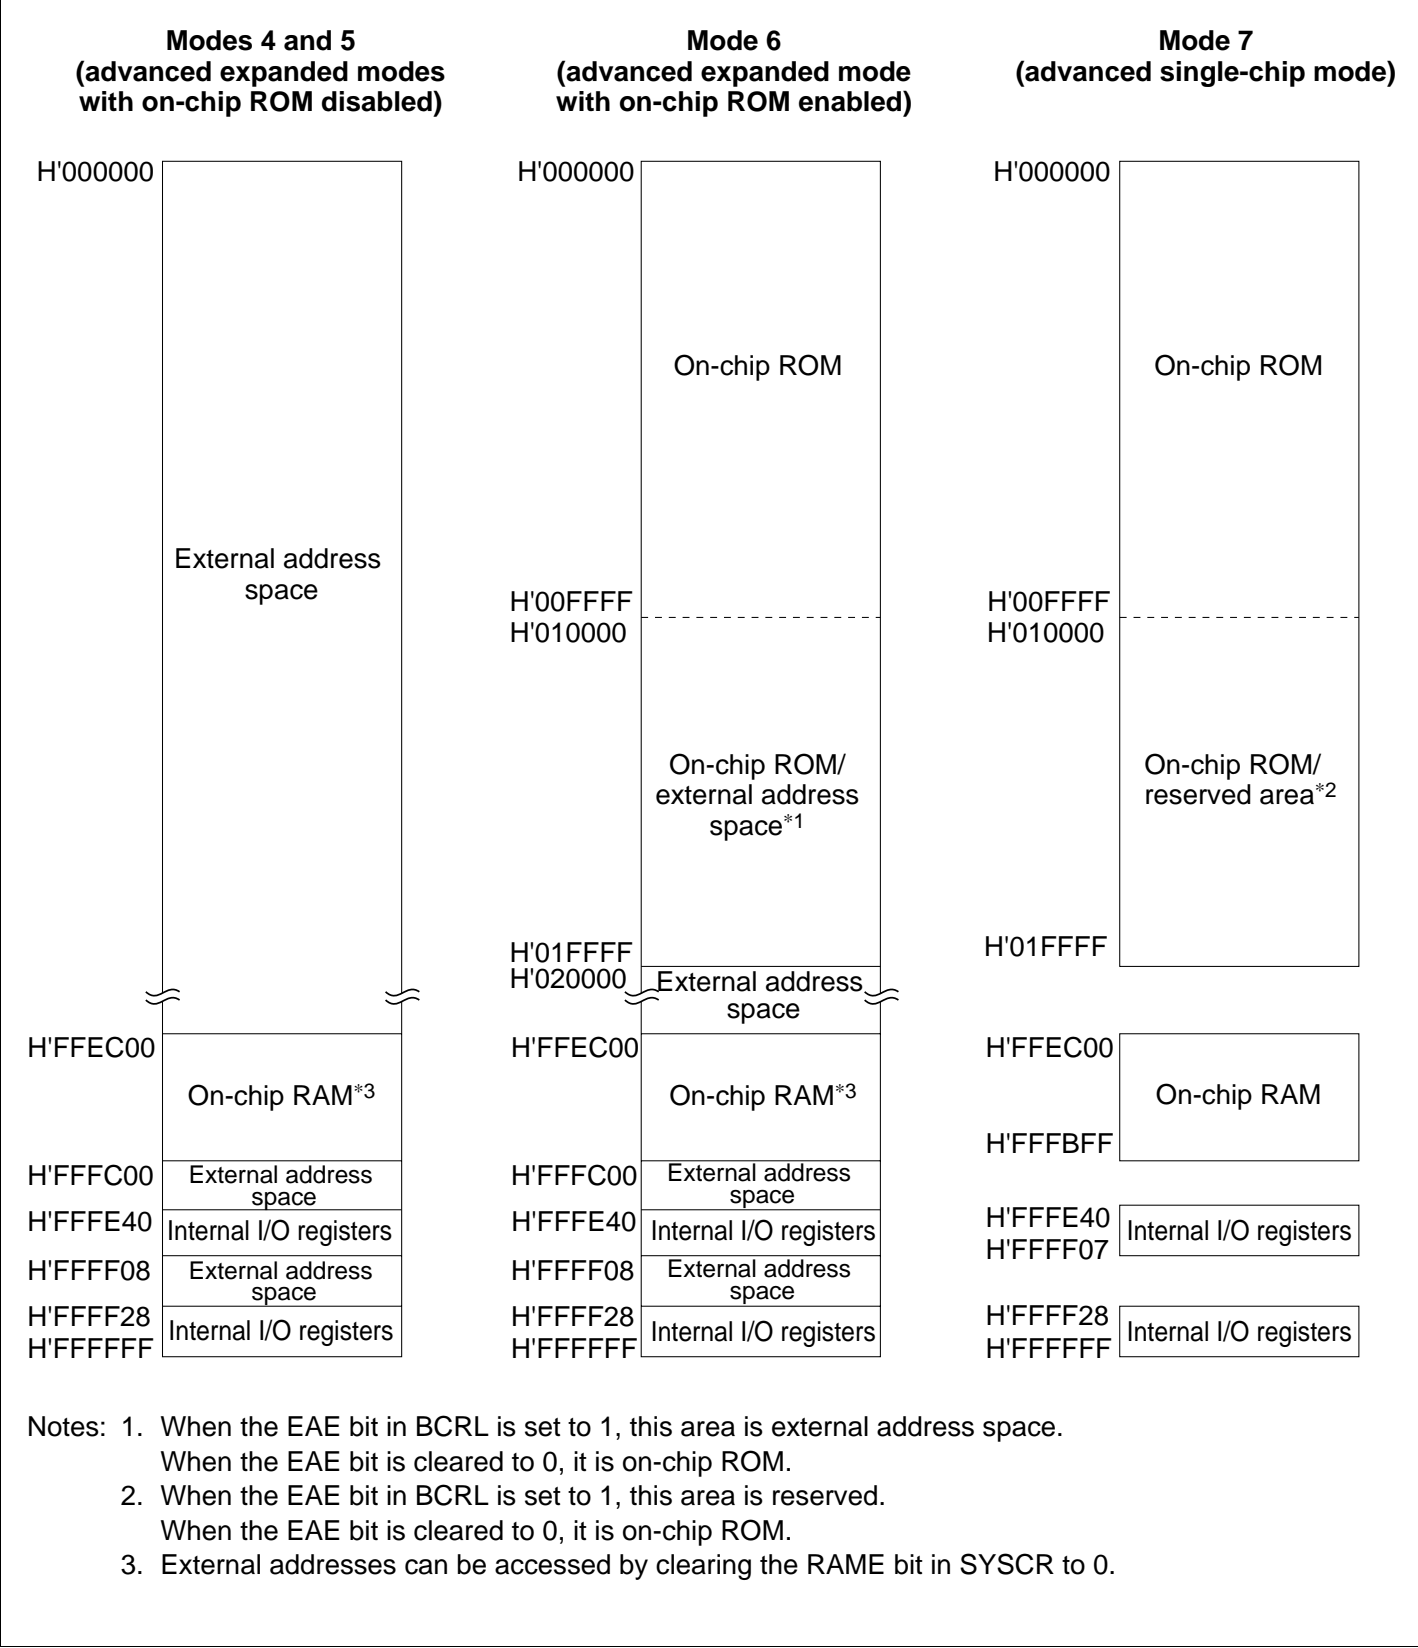 Modes 4 and 5
(advanced expanded modes
with on-chip ROM disabled)
H'000000
External address
space
H'FFEC00
On-chip RAM*3
H'FFFC00
External address
space
H'FFFE40
Internal I/O registers
H'FFFF08
External address
space
H'FFFF28
Internal I/O registers
H'FFFFFF
Mode 6
(advanced expanded mode
with on-chip ROM enabled)
H'000000
On-chip ROM
H'00FFFF
H'010000
On-chip ROM/
external address
space*1
H'01FFFF
H'020000
External address
space
H'FFEC00
On-chip RAM*3
H'FFFC00
External address
space
H'FFFE40
Internal I/O registers
H'FFFF08
External address
space
H'FFFF28
Internal I/O registers
H'FFFFFF
Mode 7
(advanced single-chip mode)
H'000000
On-chip ROM
H'00FFFF
H'010000
On-chip ROM/
reserved area*2
H'01FFFF
H'FFEC00
On-chip RAM
H'FFFBFF
H'FFFE40
Internal I/O registers
H'FFFF07
H'FFFF28
Internal I/O registers
H'FFFFFF
Notes: 1. When the EAE bit in BCRL is set to 1, this area is external address space.
When the EAE bit is cleared to 0, it is on-chip ROM.
2. When the EAE bit in BCRL is set to 1, this area is reserved.
When the EAE bit is cleared to 0, it is on-chip ROM.
3. External addresses can be accessed by clearing the RAME bit in SYSCR to 0.